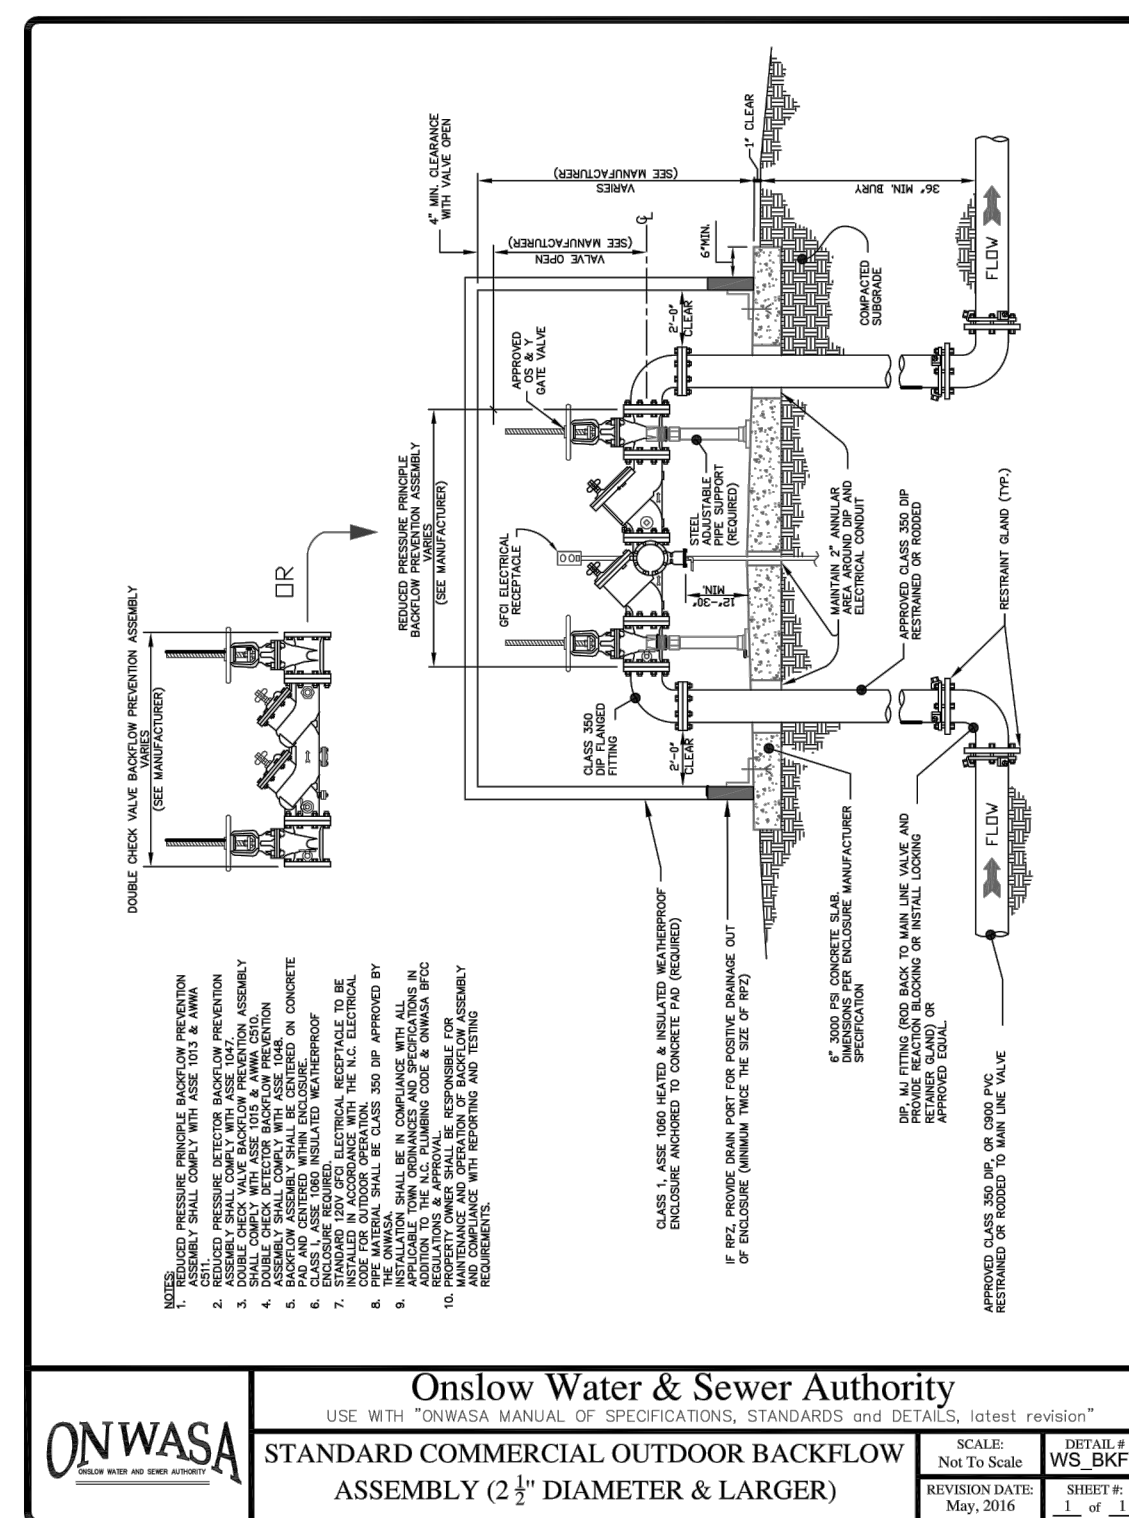 DOUBLE CHECK VALVE BACKFLOW PREVENTION ASSEMBLY
VARIES
(SEE MANUFACTURER)
OR
REDUCED PRESSURE PRINCIPLE
BACKFLOW PREVENTION ASSEMBLY
VARIES
(SEE MANUFACTURER)
4" MIN. CLEARANCE
WITH VALVE OPEN
VARIES
(SEE MANUFACTURER)
VALVE OPEN
(SEE MANUFACTURER)
1" CLEAR
36" MIN. BURY
6"MIN.
APPROVED
OS & Y
GATE VALVE
2'-0"
CLEAR
COMPACTED
SUBGRADE
FLOW
GFCI ELECTRICAL
RECEPTACLE
STEEL
ADJUSTABLE
PIPE SUPPORT
(REQUIRED)
12"-30"
MIN.
MAINTAIN 2" ANNULAR
AREA AROUND DIP AND
ELECTRICAL CONDUIT
APPROVED CLASS 350 DIP
RESTRAINED OR RODDED
RESTRAINT GLAND (TYP.)
CLASS 350
DIP FLANGED
FITTING
2'-0"
CLEAR
FLOW
CLASS 1, ASSE 1060 HEATED & INSULATED WEATHERPROOF
ENCLOSURE ANCHORED TO CONCRETE PAD (REQUIRED)
IF RPZ, PROVIDE DRAIN PORT FOR POSITIVE DRAINAGE OUT
OF ENCLOSURE (MINIMUM TWICE THE SIZE OF RPZ)
6" 3000 PSI CONCRETE SLAB.
DIMENSIONS PER ENCLOSURE MANUFACTURER
SPECIFICATION
DIP, MJ FITTING (ROD BACK TO MAIN LINE VALVE AND
PROVIDE REACTION BLOCKING OR INSTALL LOCKING
RETAINER GLAND) OR
APPROVED EQUAL.
APPROVED CLASS 350 DIP, OR C900 PVC
RESTRAINED OR RODDED TO MAIN LINE VALVE
NOTES:
1. REDUCED PRESSURE PRINCIPLE BACKFLOW PREVENTION
ASSEMBLY SHALL COMPLY WITH ASSE 1013 & AWWA
C511.
2. REDUCED PRESSURE DETECTOR BACKFLOW PREVENTION
ASSEMBLY SHALL COMPLY WITH ASSE 1047.
3. DOUBLE CHECK VALVE BACKFLOW PREVENTION ASSEMBLY
SHALL COMPLY WITH ASSE 1015 & AWWA C510.
4. DOUBLE CHECK DETECTOR BACKFLOW PREVENTION
ASSEMBLY SHALL COMPLY WITH ASSE 1048.
5. BACKFLOW ASSEMBLY SHALL BE CENTERED ON CONCRETE
PAD AND CENTERED WITHIN ENCLOSURE.
6. CLASS I, ASSE 1060 INSULATED WEATHERPROOF
ENCLOSURE REQUIRED.
7. STANDARD 120V GFCI ELECTRICAL RECEPTACLE TO BE
INSTALLED IN ACCORDANCE WITH THE N.C. ELECTRICAL
CODE FOR OUTDOOR OPERATION.
8. PIPE MATERIAL SHALL BE CLASS 350 DIP APPROVED BY
THE ONWASA.
9. INSTALLATION SHALL BE IN COMPLIANCE WITH ALL
APPLICABLE TOWN ORDINANCES AND SPECIFICATIONS IN
ADDITION TO THE N.C. PLUMBING CODE & ONWASA BFCC
REGULATIONS & APPROVAL.
10. PROPERTY OWNER SHALL BE RESPONSIBLE FOR
MAINTENANCE AND OPERATION OF BACKFLOW ASSEMBLY
AND COMPLIANCE WITH REPORTING AND TESTING
REQUIREMENTS.
ONWASA
ONSLOW WATER AND SEWER AUTHORITY
Onslow Water & Sewer Authority
USE WITH "ONWASA MANUAL OF SPECIFICATIONS, STANDARDS and DETAILS, latest revision"
STANDARD COMMERCIAL OUTDOOR BACKFLOW
ASSEMBLY (2 1/2" DIAMETER & LARGER)
SCALE:
Not To Scale
REVISION DATE:
May, 2016
DETAIL #
WS_BKF
SHEET #:
1 of 1